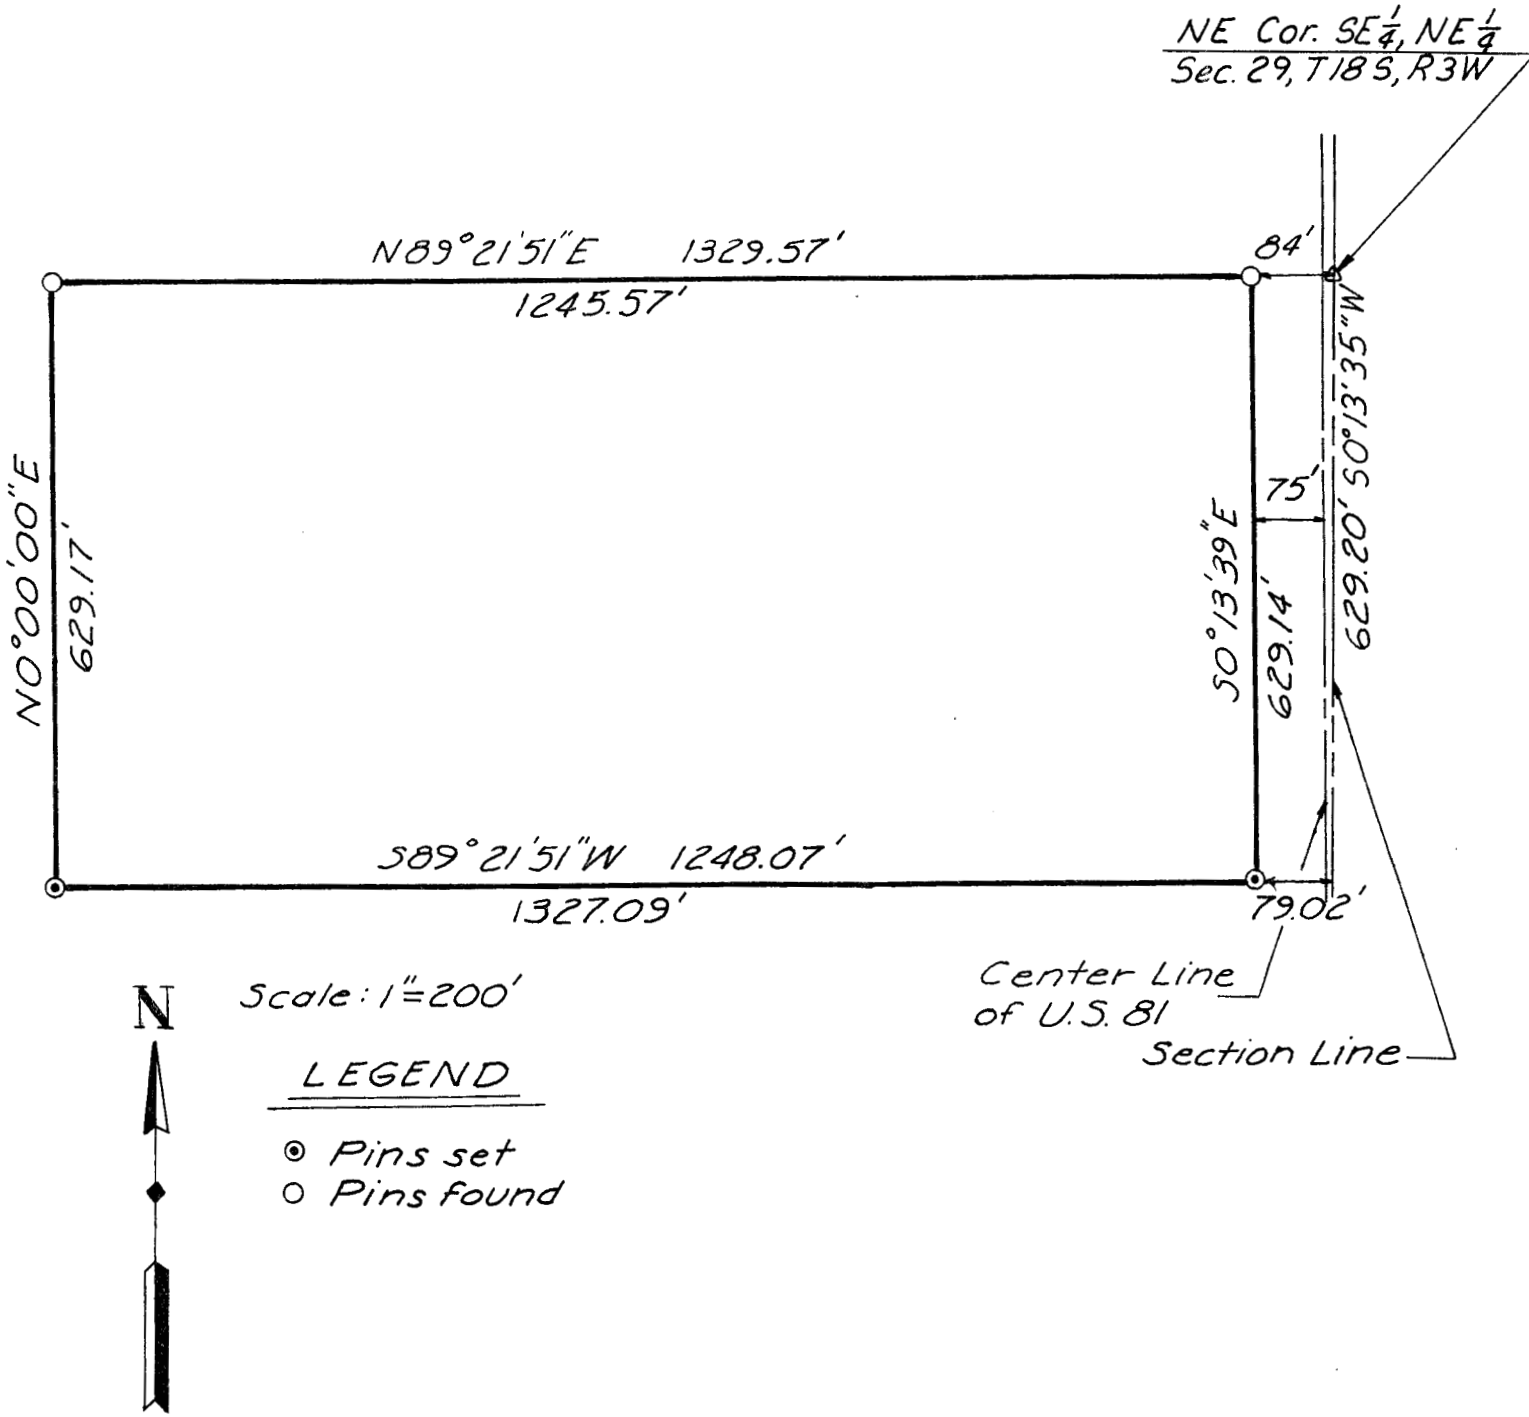 NE Cor. SE¼, NE¼
Sec. 29, T18S, R3W
N89°21'51"E 1329.57'
84'
1245.57'
S0°13'35"W
629.20'
N0°00'00"E
629.17'
75'
S0°13'39"E
629.14'
S89°21'51"W 1248.07'
1327.09'
79.02'
Center Line
of U.S. 81
Section Line
N
Scale: 1"=200'
LEGEND
Pins set
Pins found